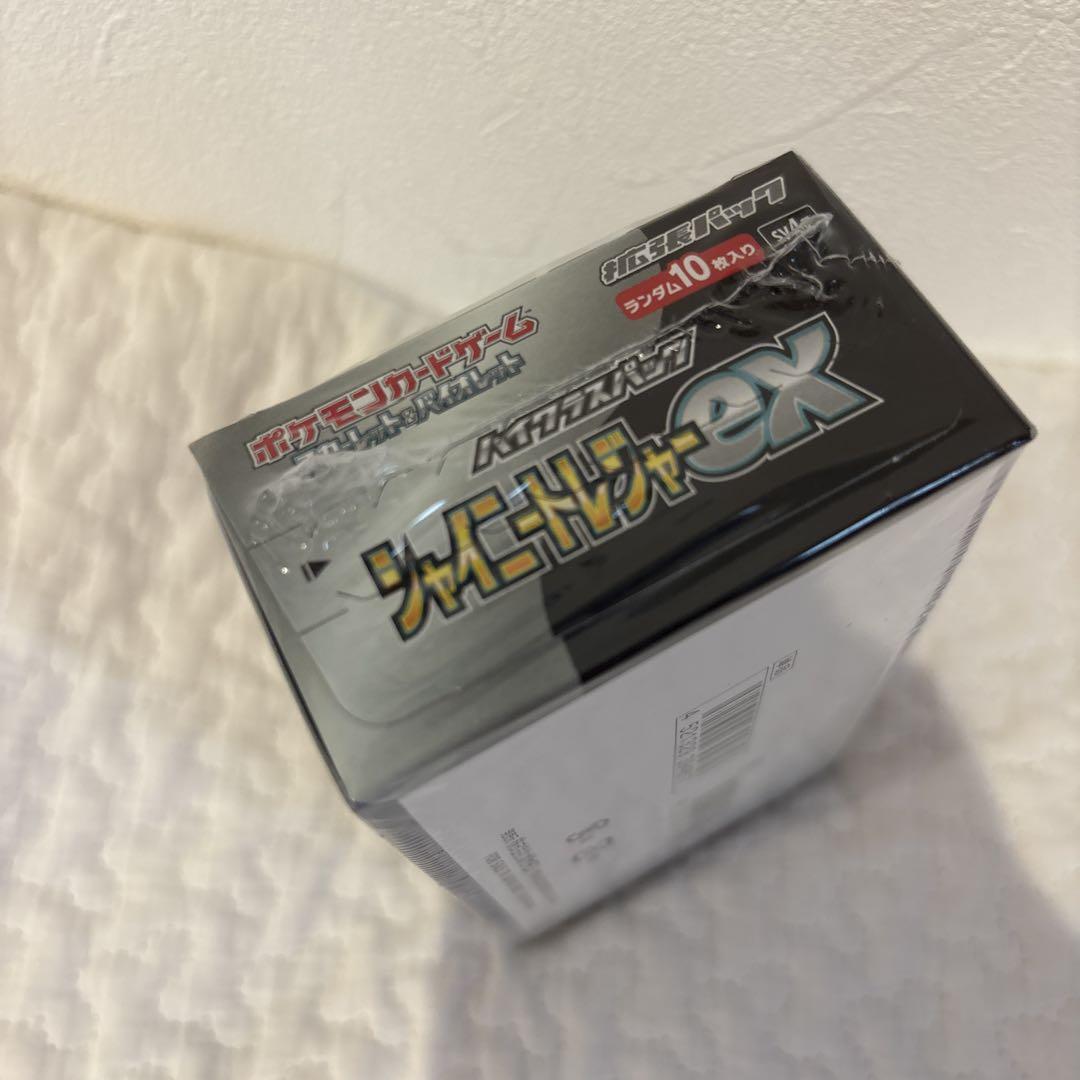 拡張パック
SV4a
ランダム10枚入り
ポケモンカードゲーム
スカーレット&バイオレット
ハイクラスパック
シャイニートレジャーex